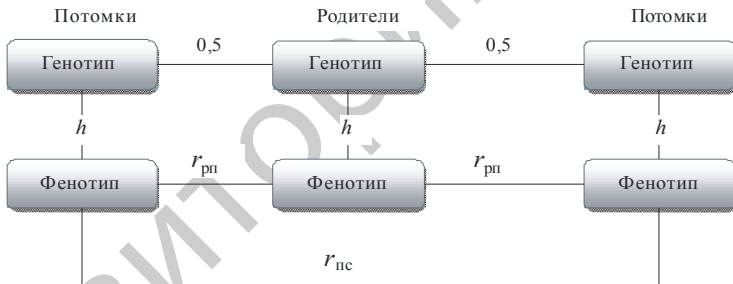 Потомки Родители Потомки
0,5 0,5
Генотип Генотип Генотип
h h h
rрп rрп
Фенотип Фенотип Фенотип
rпс